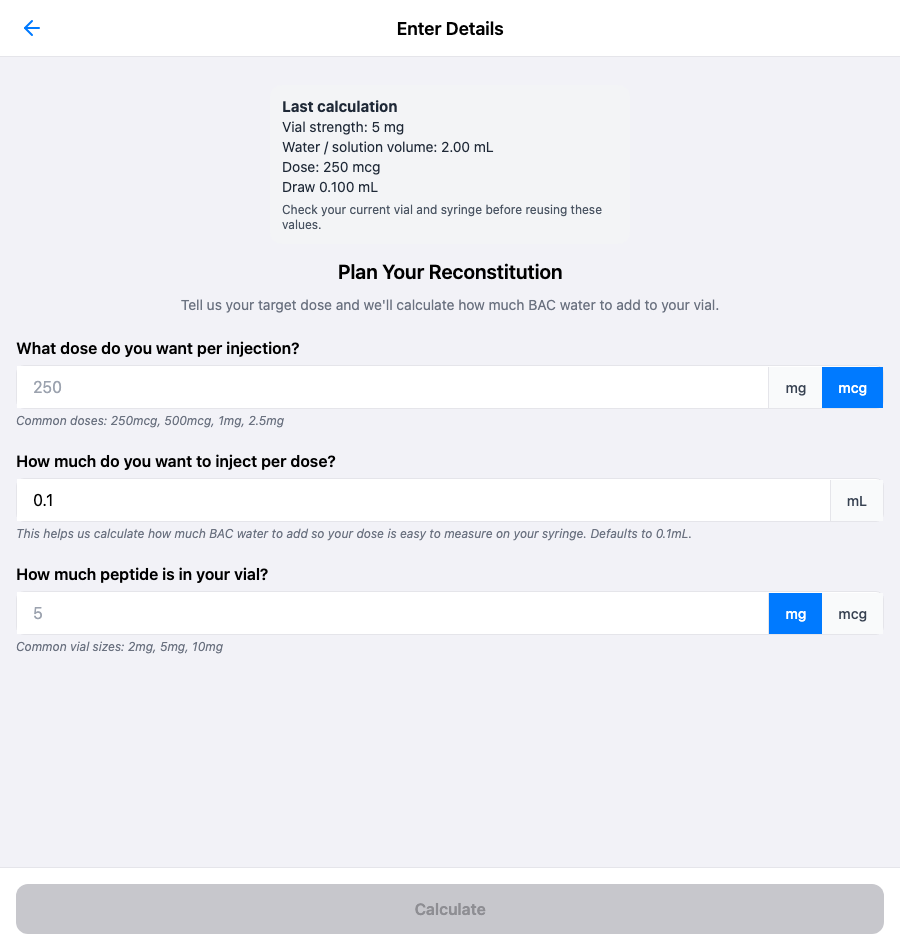 Enter Details
Last calculation
Vial strength: 5 mg
Water / solution volume: 2.00 mL
Dose: 250 mcg
Draw 0.100 mL
Check your current vial and syringe before reusing these
values.
Plan Your Reconstitution
Tell us your target dose and we'll calculate how much BAC water to add to your vial.
What dose do you want per injection?
250 mg mcg
Common doses: 250mcg, 500mcg, 1mg, 2.5mg
How much do you want to inject per dose?
0.1 mL
This helps us calculate how much BAC water to add so your dose is easy to measure on your syringe. Defaults to 0.1mL.
How much peptide is in your vial?
5 mg mcg
Common vial sizes: 2mg, 5mg, 10mg
Calculate